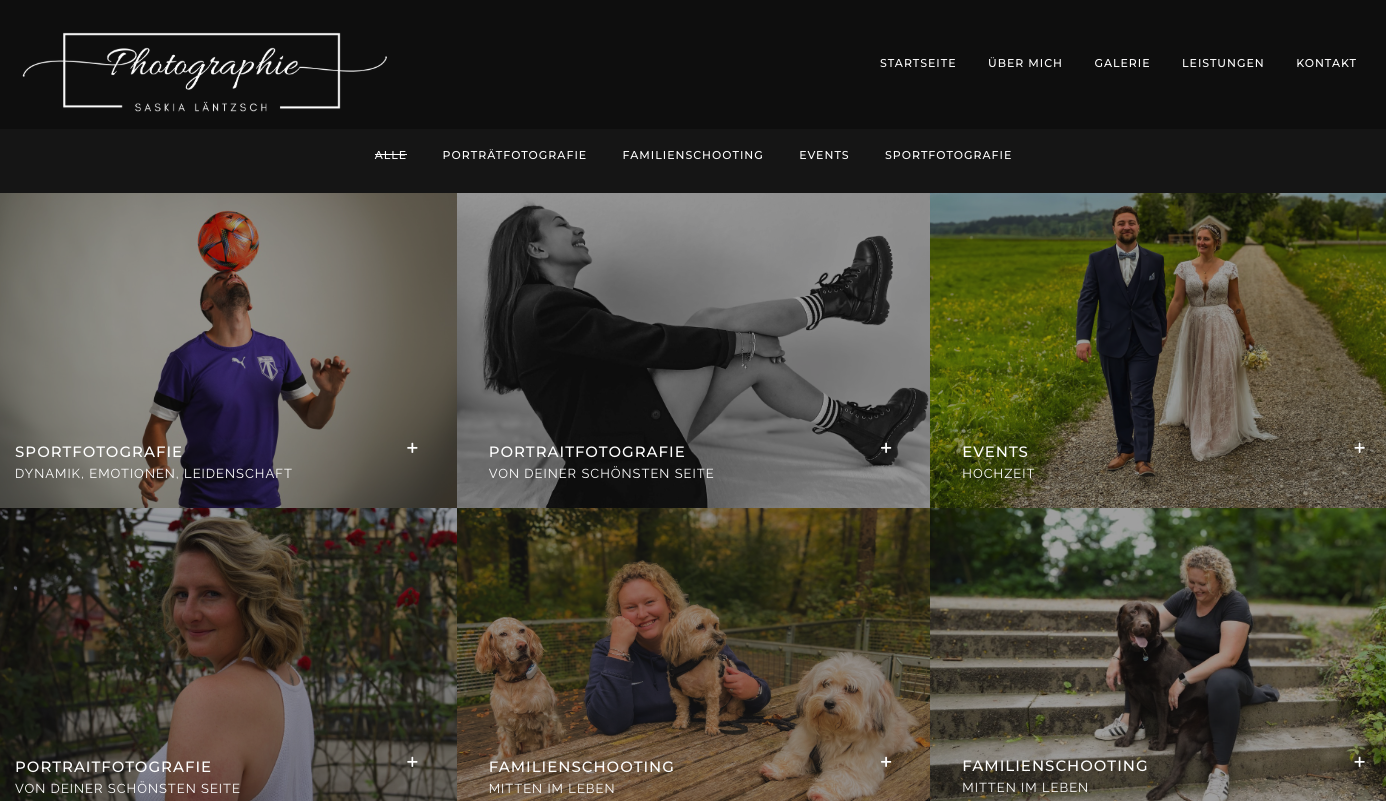 Photographie
SASKIA LÄNTZSCH
STARTSEITE ÜBER MICH GALERIE LEISTUNGEN KONTAKT
ALLE PORTRÄTFOTOGRAFIE FAMILIENSCHOOTING EVENTS SPORTFOTOGRAFIE
SPORTFOTOGRAFIE +
DYNAMIK, EMOTIONEN, LEIDENSCHAFT
PORTRAITFOTOGRAFIE +
VON DEINER SCHÖNSTEN SEITE
EVENTS +
HOCHZEIT
PORTRAITFOTOGRAFIE +
VON DEINER SCHÖNSTEN SEITE
FAMILIENSCHOOTING +
MITTEN IM LEBEN
FAMILIENSCHOOTING +
MITTEN IM LEBEN